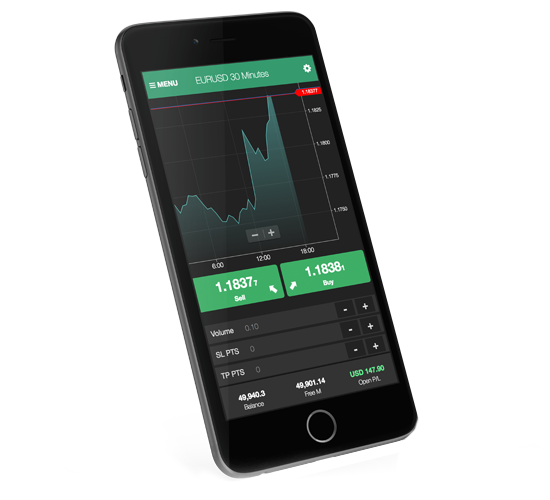 MENU
EURUSD 30 Minutes
1.18377
1.1825
1.1800
1.1775
1.1750
- +
6:00 12:00 18:00
1.18377 1.18381
Sell Buy
Volume 0.10 - +
SL PTS 0 - +
TP PTS 0 - +
49,940.3 49,901.14 USD 147.90
Balance Free M Open P/L